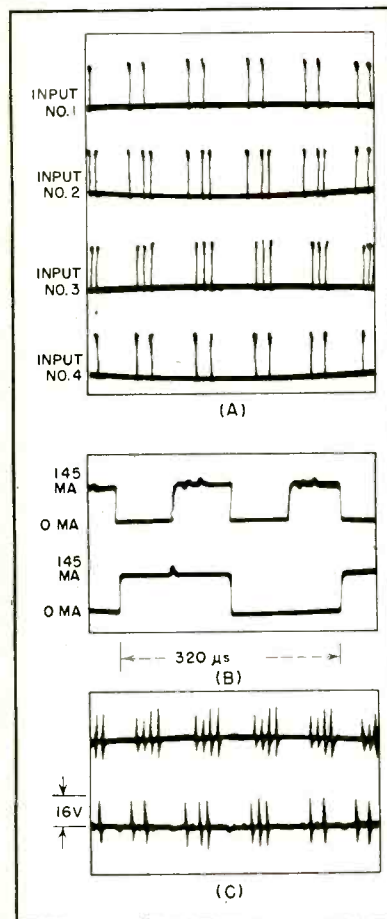 INPUT
NO.1
INPUT
NO.2
INPUT
NO.3
INPUT
NO.4
(A)
145
MA
0 MA
145
MA
0 MA
320 μs
(B)
16V
(C)